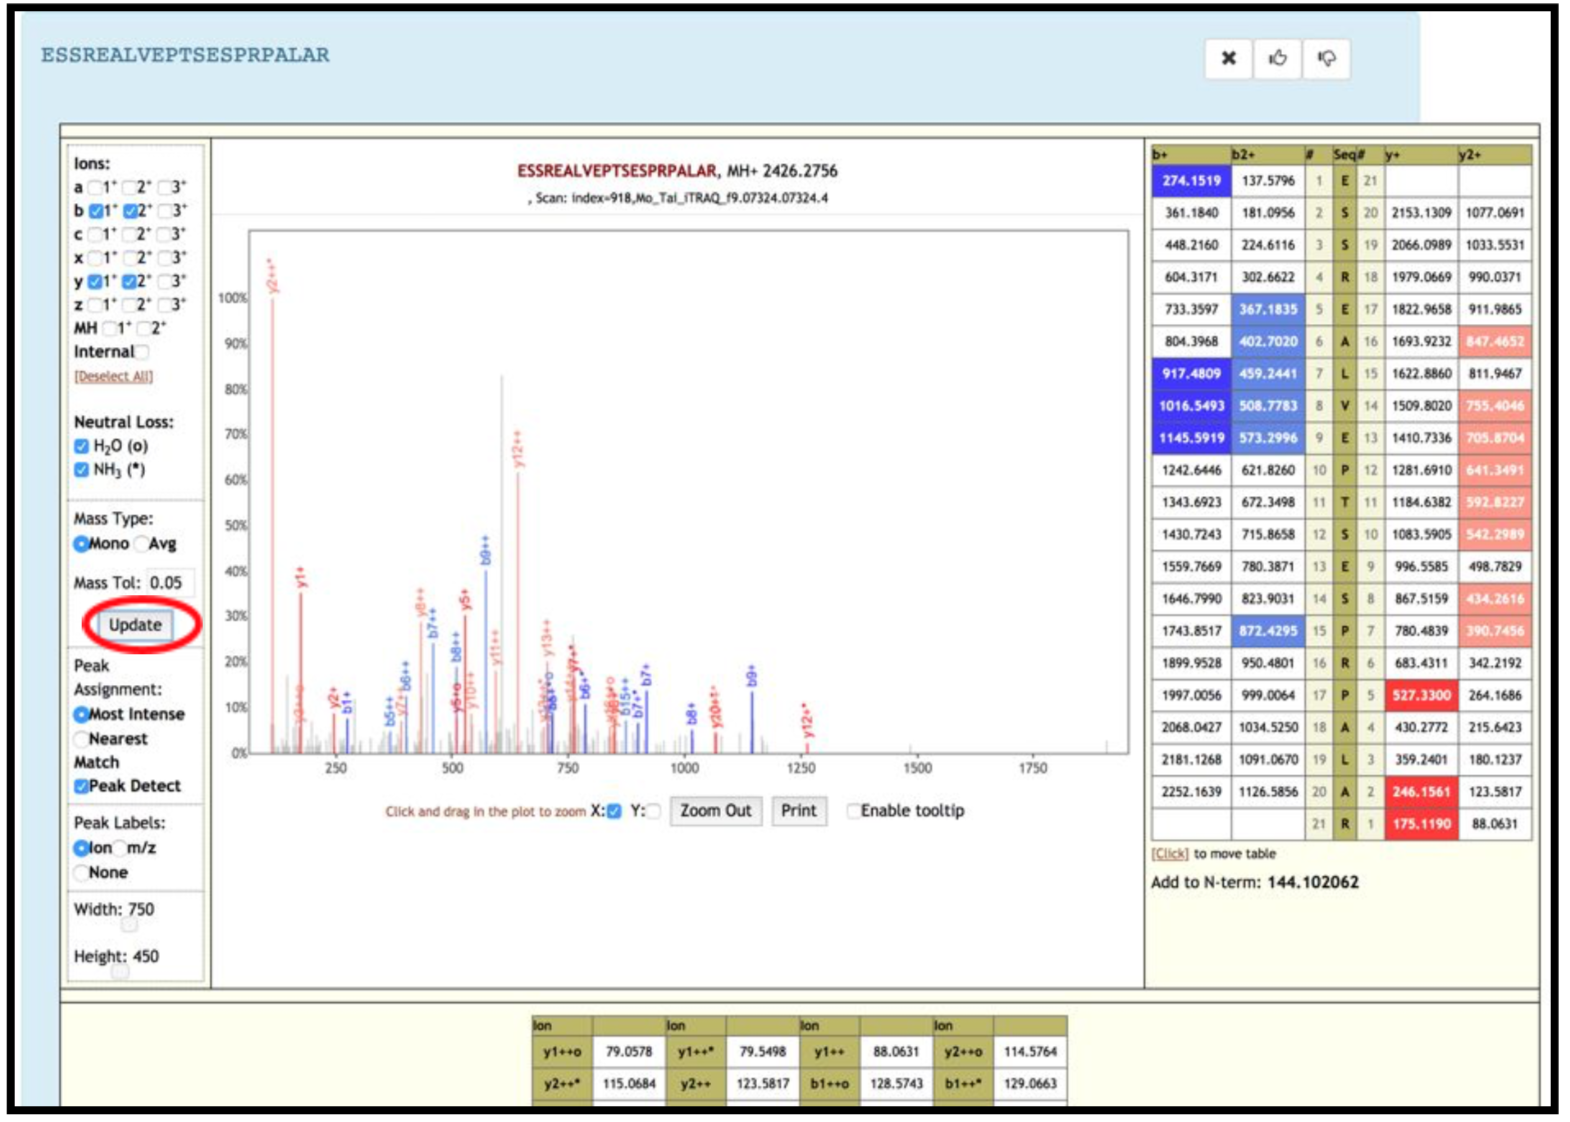 ESSREALVEPTSESPRPALAR
Ions:
a 1+ 2+ 3+
b 1+ 2+ 3+
c 1+ 2+ 3+
x 1+ 2+ 3+
y 1+ 2+ 3+
z 1+ 2+ 3+
MH 1+ 2+
Internal
[Deselect All]
Neutral Loss:
H2O (o)
NH3 (*)
Mass Type:
Mono Avg
Mass Tol: 0.05
Update
Peak
Assignment:
Most Intense
Nearest
Match
Peak Detect
Peak Labels:
Ion m/z
None
Width: 750
Height: 450
ESSREALVEPTSESPRPALAR, MH+ 2426.2756
, Scan: index=918,Mo_Tai_iTRAQ_f9.07324.07324.4
100%
90%
80%
70%
60%
50%
40%
30%
20%
10%
0%
y2++*
y1+
y2+
b1+
b5++
y7++
b6++
y8++
b7++
b8++
y5+o
y5+
y10++
b9++
y11++
y12++
y13++
b6+*
b15++
b7+*
b7+
b8+
b9+
y12+*
250 500 750 1000 1250 1500 1750
Click and drag in the plot to zoom X: Y: Zoom Out Print Enable tooltip
b+ b2+ # Seq # y+ y2+
274.1519 137.5796 1 E 21
361.1840 181.0956 2 S 20 2153.1309 1077.0691
448.2160 224.6116 3 S 19 2066.0989 1033.5531
604.3171 302.6622 4 R 18 1979.0669 990.0371
733.3597 367.1835 5 E 17 1822.9658 911.9865
804.3968 402.7020 6 A 16 1693.9232 847.4652
917.4809 459.2441 7 L 15 1622.8860 811.9467
1016.5493 508.7783 8 V 14 1509.8020 755.4046
1145.5919 573.2996 9 E 13 1410.7336 705.8704
1242.6446 621.8260 10 P 12 1281.6910 641.3491
1343.6923 672.3498 11 T 11 1184.6382 592.8227
1430.7243 715.8658 12 S 10 1083.5905 542.2989
1559.7669 780.3871 13 E 9 996.5585 498.7829
1646.7990 823.9031 14 S 8 867.5159 434.2616
1743.8517 872.4295 15 P 7 780.4839 390.7456
1899.9528 950.4801 16 R 6 683.4311 342.2192
1997.0056 999.0064 17 P 5 527.3300 264.1686
2068.0427 1034.5250 18 A 4 430.2772 215.6423
2181.1268 1091.0670 19 L 3 359.2401 180.1237
2252.1639 1126.5856 20 A 2 246.1561 123.5817
21 R 1 175.1190 88.0631
[Click] to move table
Add to N-term: 144.102062
Ion Ion Ion Ion
y1++o 79.0578 y1++* 79.5498 y1++ 88.0631 y2++o 114.5764
y2++* 115.0684 y2++ 123.5817 b1++o 128.5743 b1++* 129.0663